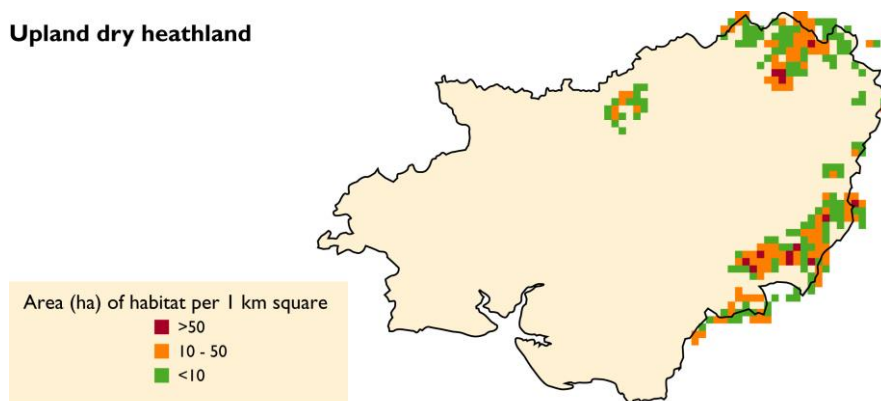 Upland dry heathland
Area (ha) of habitat per 1 km square
>50
10 - 50
<10